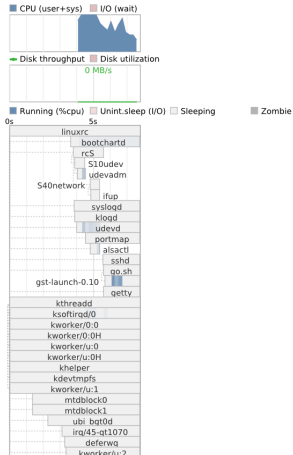 CPU (user+sys) I/O (wait)
Disk throughput Disk utilization
0 MB/s
Running (%cpu) Unint.sleep (I/O) Sleeping Zombie
0s 5s
linuxrc
bootchartd
rcS
S10udev
udevadm
S40network
ifup
syslogd
klogd
udevd
portmap
alsactl
sshd
go.sh
gst-launch-0.10
getty
kthreadd
ksoftirqd/0
kworker/0:0
kworker/0:0H
kworker/u:0
kworker/u:0H
khelper
kdevtmpfs
kworker/u:1
mtdblock0
mtdblock1
ubi_bgt0d
irq/45-qt1070
deferwq
kworker/u:2